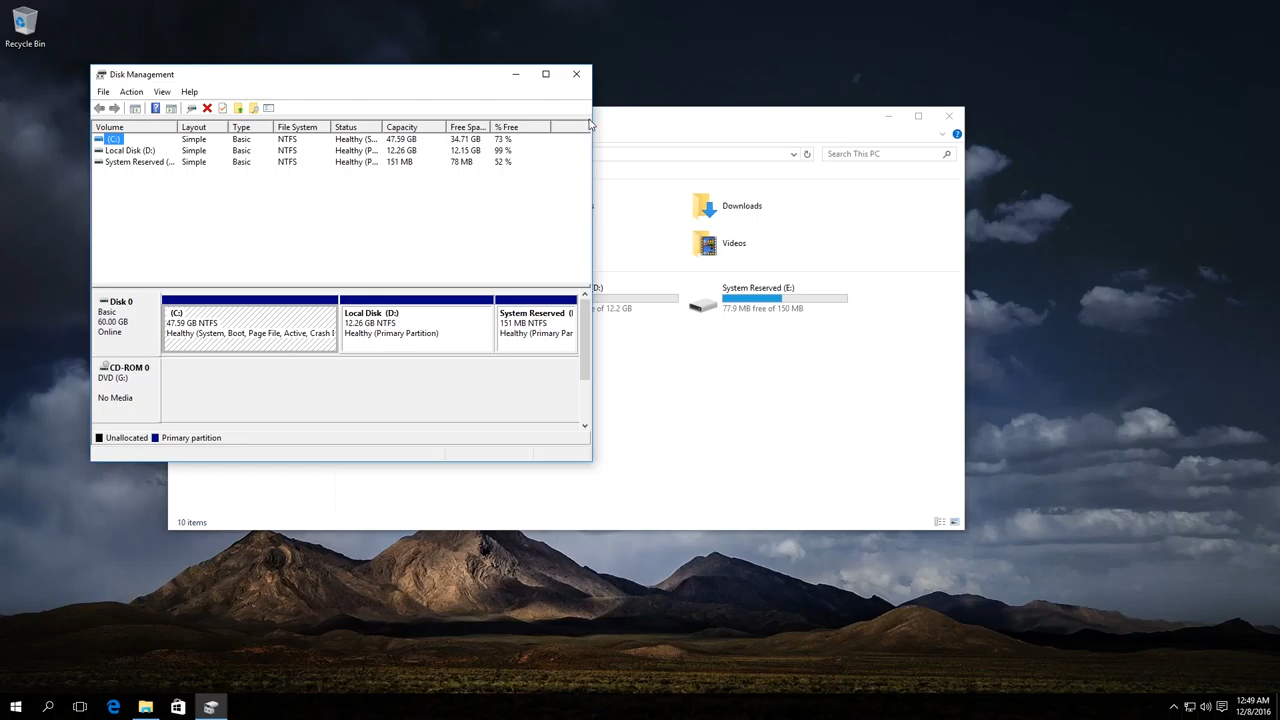 Recycle Bin
Disk Management
File Action View Help
Volume Layout Type File System Status Capacity Free Spa... % Free
(C:) Simple Basic NTFS Healthy (S... 47.59 GB 34.71 GB 73 %
Local Disk (D:) Simple Basic NTFS Healthy (P... 12.26 GB 12.15 GB 99 %
System Reserved (... Simple Basic NTFS Healthy (P... 151 MB 78 MB 52 %
Disk 0
Basic
60.00 GB
Online
(C:)
47.59 GB NTFS
Healthy (System, Boot, Page File, Active, Crash
Local Disk (D:)
12.26 GB NTFS
Healthy (Primary Partition)
System Reserved (
151 MB NTFS
Healthy (Primary Par
CD-ROM 0
DVD (G:)
No Media
Unallocated Primary partition
Search This PC
Downloads
Videos
D:)
of 12.2 GB
System Reserved (E:)
77.9 MB free of 150 MB
10 items
12:49 AM
12/8/2016